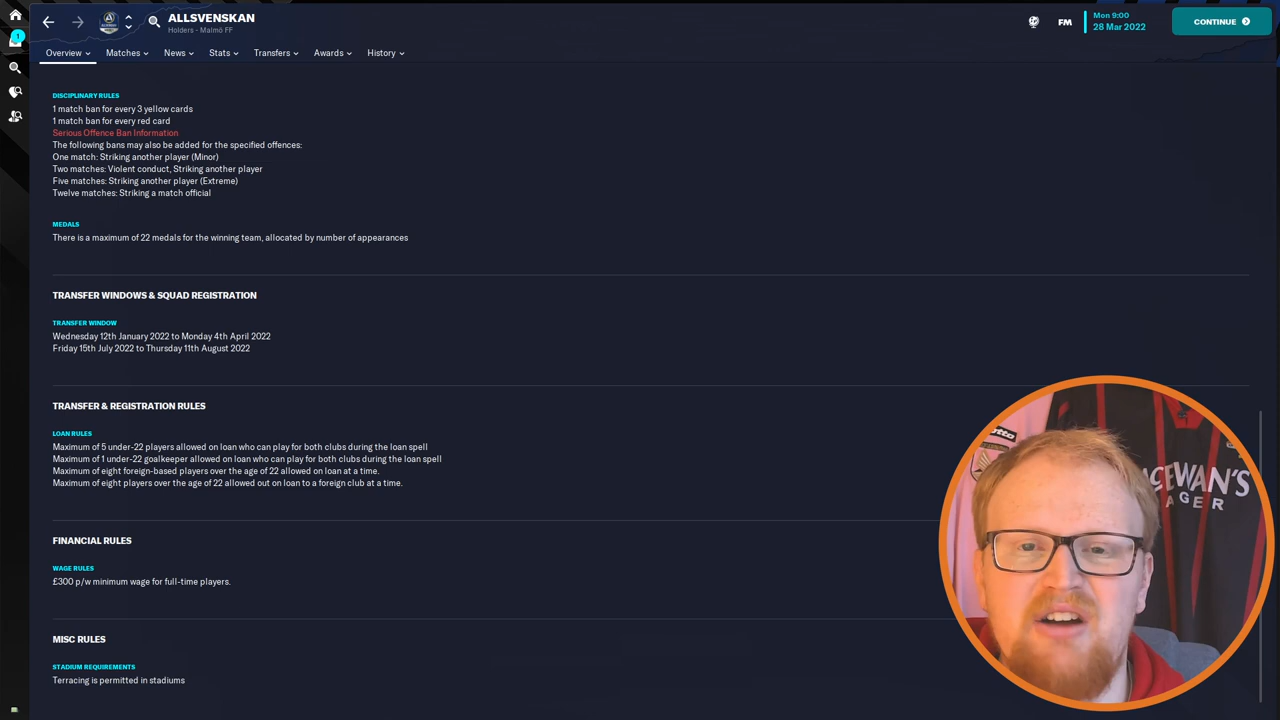 ALLSVENSKAN
Holders - Malmö FF
FM
Mon 9:00
28 Mar 2022
CONTINUE
1
Overview
Matches
News
Stats
Transfers
Awards
History
DISCIPLINARY RULES
1 match ban for every 3 yellow cards
1 match ban for every red card
Serious Offence Ban Information
The following bans may also be added for the specified offences:
One match: Striking another player (Minor)
Two matches: Violent conduct, Striking another player
Five matches: Striking another player (Extreme)
Twelve matches: Striking a match official
MEDALS
There is a maximum of 22 medals for the winning team, allocated by number of appearances
TRANSFER WINDOWS & SQUAD REGISTRATION
TRANSFER WINDOW
Wednesday 12th January 2022 to Monday 4th April 2022
Friday 15th July 2022 to Thursday 11th August 2022
TRANSFER & REGISTRATION RULES
LOAN RULES
Maximum of 5 under-22 players allowed on loan who can play for both clubs during the loan spell
Maximum of 1 under-22 goalkeeper allowed on loan who can play for both clubs during the loan spell
Maximum of eight foreign-based players over the age of 22 allowed on loan at a time.
Maximum of eight players over the age of 22 allowed out on loan to a foreign club at a time.
FINANCIAL RULES
WAGE RULES
£300 p/w minimum wage for full-time players.
MISC RULES
STADIUM REQUIREMENTS
Terracing is permitted in stadiums
CEWAN'S
AGER